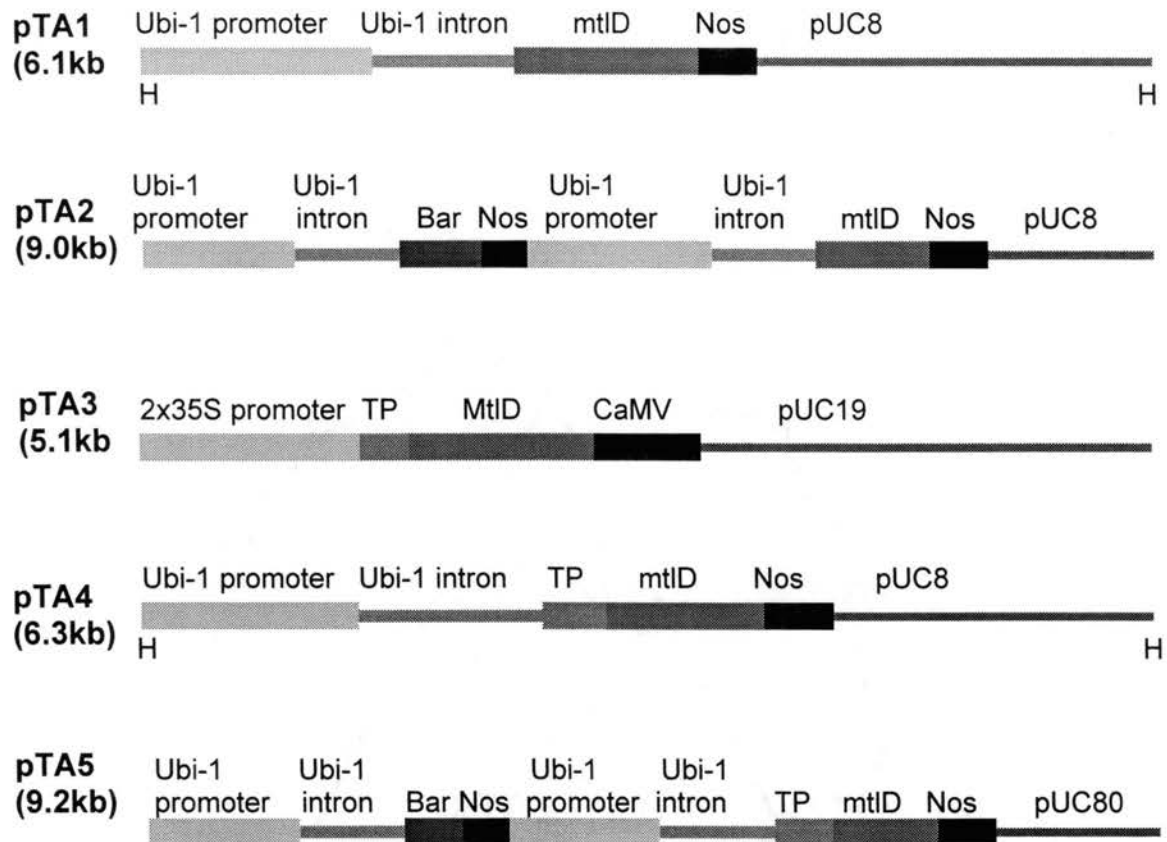 pTA1 Ubi-1 promoter Ubi-1 intron mtlD Nos pUC8
(6.1kb
H H
Ubi-1 Ubi-1 Ubi-1 Ubi-1
pTA2 promoter intron Bar Nos promoter intron mtlD Nos pUC8
(9.0kb)
pTA3 2x35S promoter TP MtlD CaMV pUC19
(5.1kb
pTA4 Ubi-1 promoter Ubi-1 intron TP mtlD Nos pUC8
(6.3kb)
H H
pTA5 Ubi-1 Ubi-1 Ubi-1 Ubi-1
(9.2kb) promoter intron Bar Nos promoter intron TP mtlD Nos pUC80